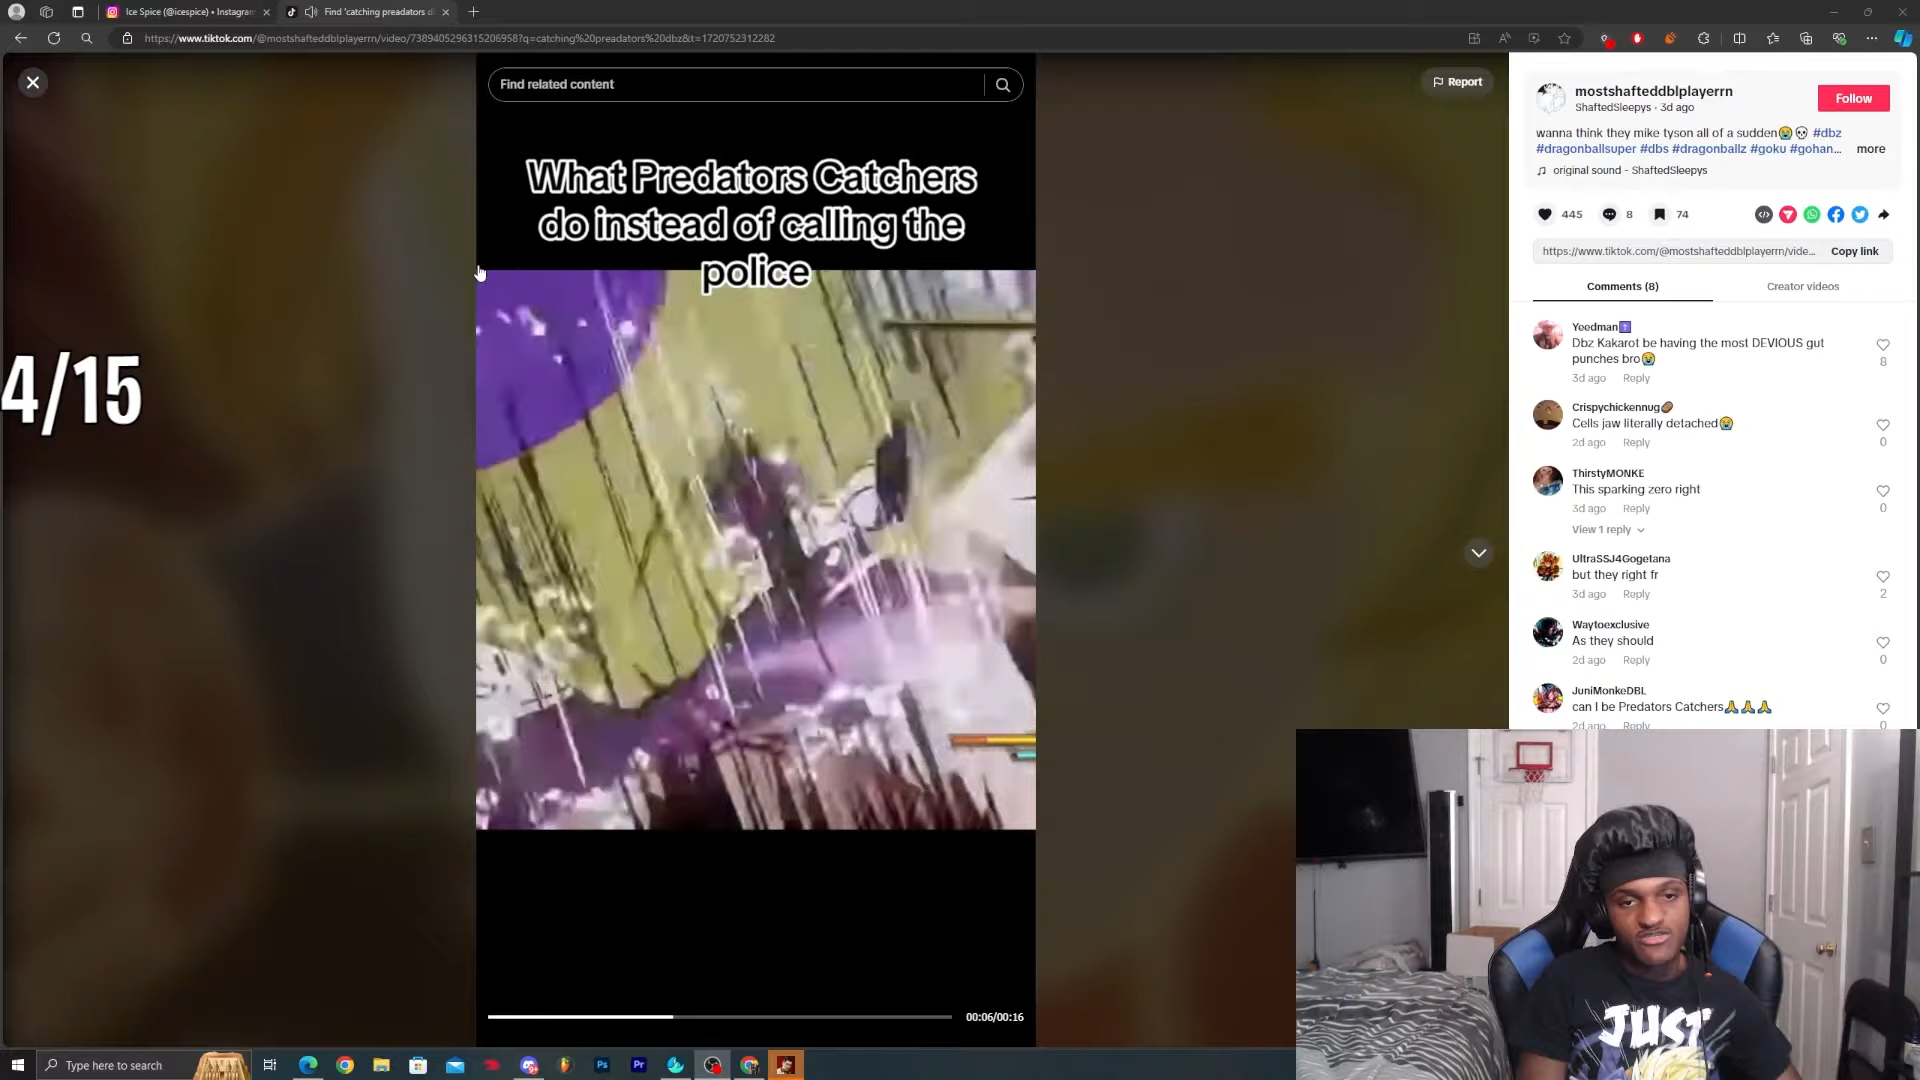 Ice Spice (@icespice) • Instagram
Find 'catching preadators d
https://www.tiktok.com/@mostshafteddblplayerrn/video/7389405296315206958?q=catching%20preadators%20dbz&t=1720752312282
Find related content
Report
What Predators Catchers
do instead of calling the
police
4/15
00:06/00:16
mostshafteddblplayerrn
ShaftedSleepys · 3d ago
Follow
wanna think they mike tyson all of a sudden😭💀 #dbz
#dragonballsuper #dbs #dragonballz #goku #gohan... more
original sound - ShaftedSleepys
445
8
74
https://www.tiktok.com/@mostshafteddblplayerrn/vide...
Copy link
Comments (8)
Creator videos
Yeedman
Dbz Kakarot be having the most DEVIOUS gut
punches bro😭
8
3d ago Reply
Crispychickennug🥔
Cells jaw literally detached😭
2d ago Reply
0
ThirstyMONKE
This sparking zero right
3d ago Reply
0
View 1 reply
UltraSSJ4Gogetana
but they right fr
3d ago Reply
2
Waytoexclusive
As they should
2d ago Reply
0
JuniMonkeDBL
can I be Predators Catchers🙏🙏🙏
2d ago Reply
0
JUST
Type here to search
Ps
Pr